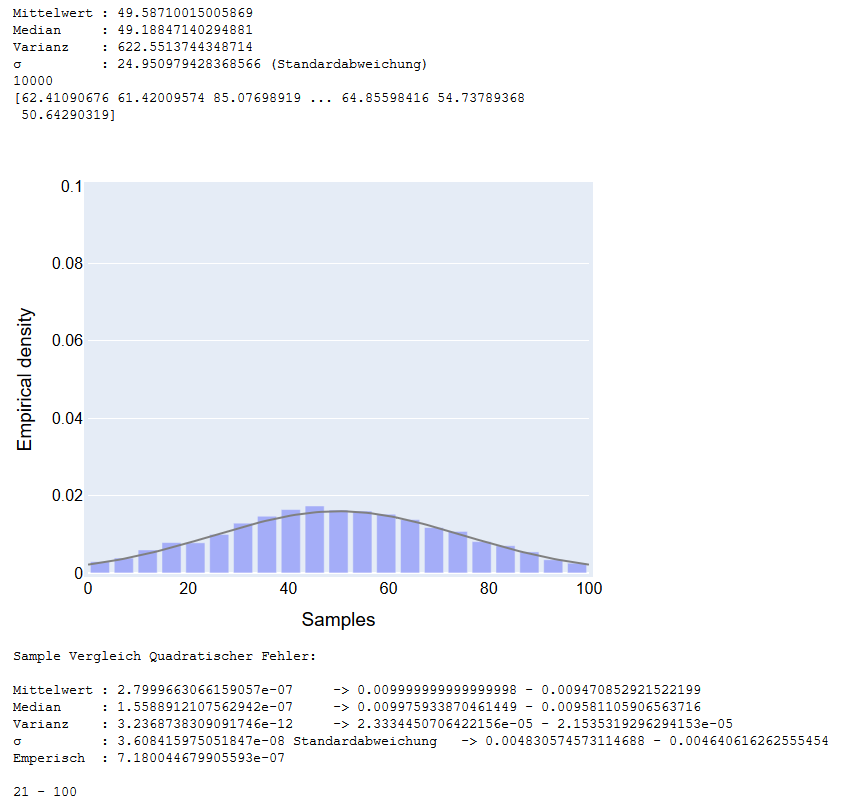 Mittelwert : 49.58710015005869
Median     : 49.18847140294881
Varianz    : 622.5513744348714
σ          : 24.950979428368566 (Standardabweichung)
10000
[62.41090676 61.42009574 85.07698919 ... 64.85598416 54.73789368
 50.64290319]
0.1
0.08
0.06
0.04
0.02
0
Empirical density
0 20 40 60 80 100
Samples
Sample Vergleich Quadratischer Fehler:
Mittelwert : 2.7999663066159057e-07     -> 0.009999999999999998 - 0.009470852921522199
Median     : 1.5588912107562942e-07     -> 0.009975933870461449 - 0.009581105906563716
Varianz    : 3.2368738309091746e-12     -> 2.3334450706422156e-05 - 2.1535319296294153e-05
σ          : 3.608415975051847e-08 Standardabweichung   -> 0.004830574573114688 - 0.004640616262555454
Emperisch  : 7.180044679905593e-07
21 - 100